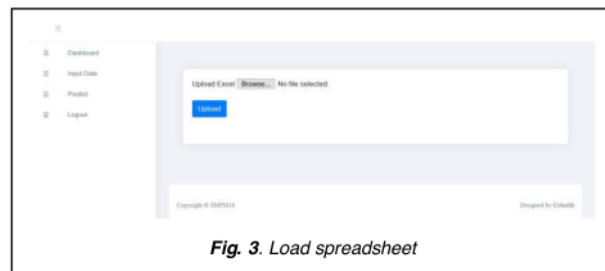 Dashboard
Input Data
Predict
Logout
Upload Excel Browse... No file selected.
Upload
Copyright ©
Designed by Colorlib
Fig. 3. Load spreadsheet